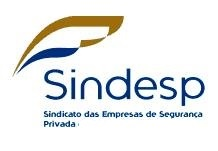 Sindesp
Sindicato das Empresas de Segurança
Privada